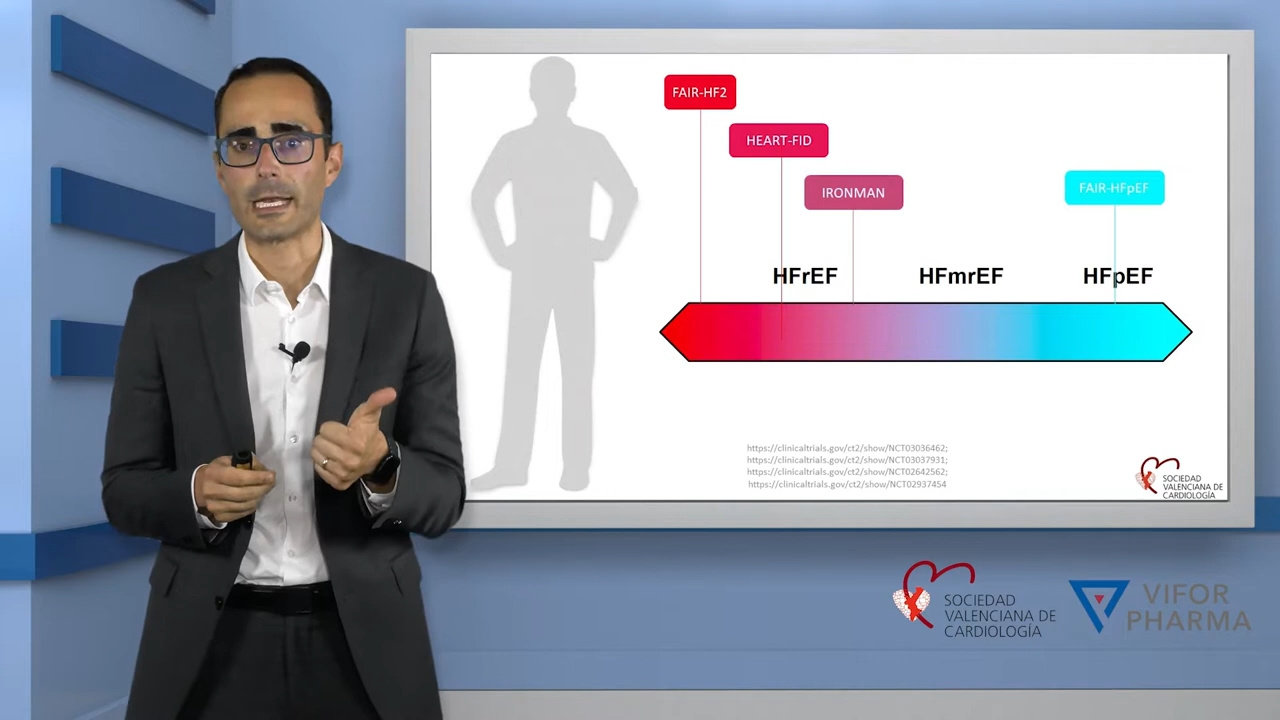 FAIR-HF2
HEART-FID
IRONMAN
FAIR-HFpEF
HFrEF
HFmrEF
HFpEF
https://clinicaltrials.gov/ct2/show/NCT03036462;
https://clinicaltrials.gov/ct2/show/NCT03037931;
https://clinicaltrials.gov/ct2/show/NCT02642562;
https://clinicaltrials.gov/ct2/show/NCT02937454
SOCIEDAD
VALENCIANA DE
CARDIOLOGÍA
SOCIEDAD
VALENCIANA DE
CARDIOLOGÍA
VIFOR
PHARMA